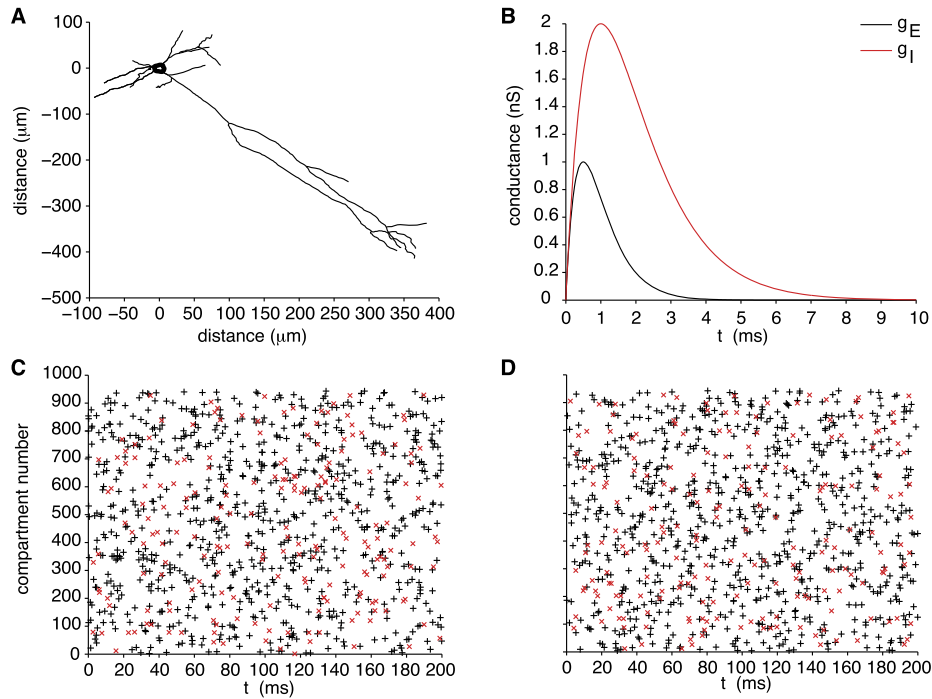 A
100
0
−100
−200
−300
−400
−500
distance (μm)
−100 −50 0 50 100 150 200 250 300 350 400
distance (μm)
B
g_E
g_I
2
1.8
1.6
1.4
1.2
1
0.8
0.6
0.4
0.2
0
conductance (nS)
0 1 2 3 4 5 6 7 8 9 10
t (ms)
C
1000
900
800
700
600
500
400
300
200
100
0
compartment number
0 20 40 60 80 100 120 140 160 180 200
t (ms)
D
0 20 40 60 80 100 120 140 160 180 200
t (ms)